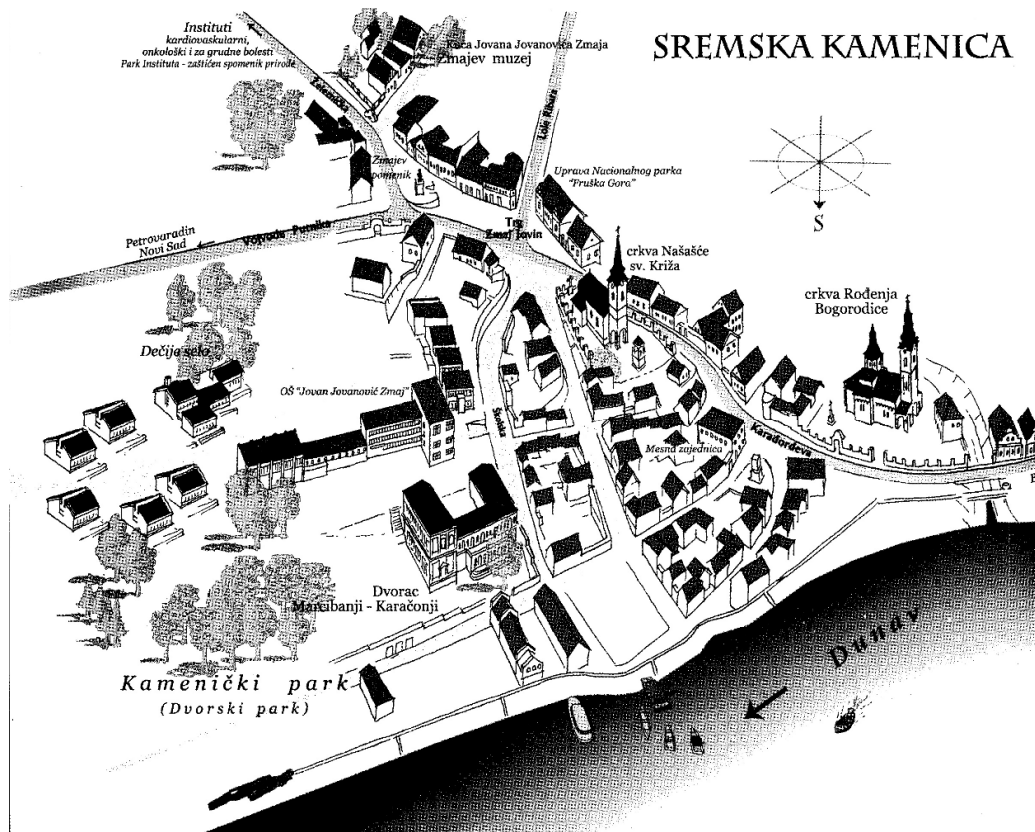 SREMSKA KAMENICA
Instituti
kardiovaskularni,
onkološki i za grudne bolesti
Park Instituta - zaštićen spomenik prirode
Kuća Jovana Jovanovića Zmaja
Zmajev muzej
Lole Ribara
Zmajev
spomenik
Uprava Nacionalnog parka
"Fruška Gora"
S
Petrovaradin
Novi Sad
Vojvode Putnika
Trg
Zmaj Jovin
crkva Našašće
sv. Križa
crkva Rođenja
Bogorodice
Dečija selo
OŠ "Jovan Jovanović Zmaj"
Školska
Mesna zajednica
Karađorđeva
Dvorac
Marcibanji - Karačonji
Dunav
Kamenički park
(Dvorski park)